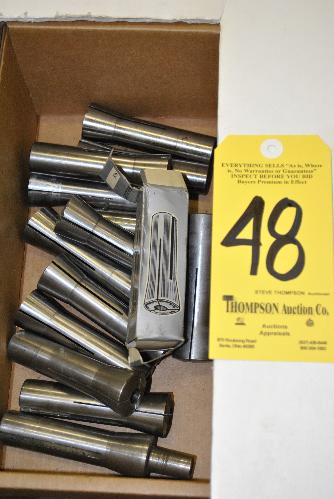 EVERYTHING SELLS "As is, Where
is, No Warranties or Guarantees"
INSPECT BEFORE YOU BID
Buyers Premium in Effect
48
STEVE THOMPSON
THOMPSON Auction Co.
Auctions
Appraisals